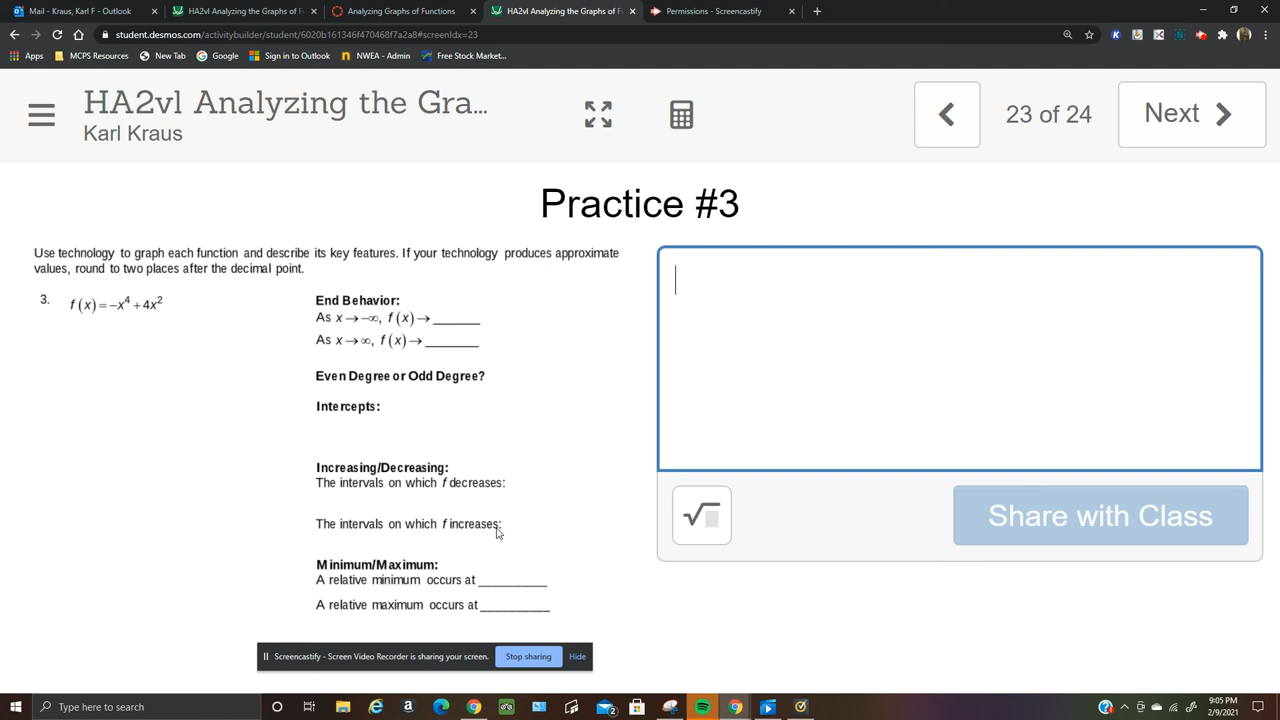 Mail - Kraus, Karl F - Outlook
HA2vl Analyzing the Graphs of F
Analyzing Graphs of Functions
HA2vl Analyzing the Graphs of F
Permissions - Screencastify
student.desmos.com/activitybuilder/student/6020b161346f470468f7a2a8#screenIdx=23
Apps
MCPS Resources
New Tab
Google
Sign in to Outlook
NWEA - Admin
Free Stock Market...
HA2vl Analyzing the Gra...
Karl Kraus
23 of 24
Next
Practice #3
Use technology to graph each function and describe its key features. If your technology produces approximate
values, round to two places after the decimal point.
3. f(x)=−x⁴+4x²
End Behavior:
As x→−∞, f(x)→_______
As x→∞, f(x)→________
Even Degree or Odd Degree?
Intercepts:
Increasing/Decreasing:
The intervals on which f decreases:
The intervals on which f increases:
Minimum/Maximum:
A relative minimum occurs at __________
A relative maximum occurs at __________
Share with Class
Screencastify - Screen Video Recorder is sharing your screen.
Stop sharing
Hide
Type here to search
9:05 PM
2/9/2021